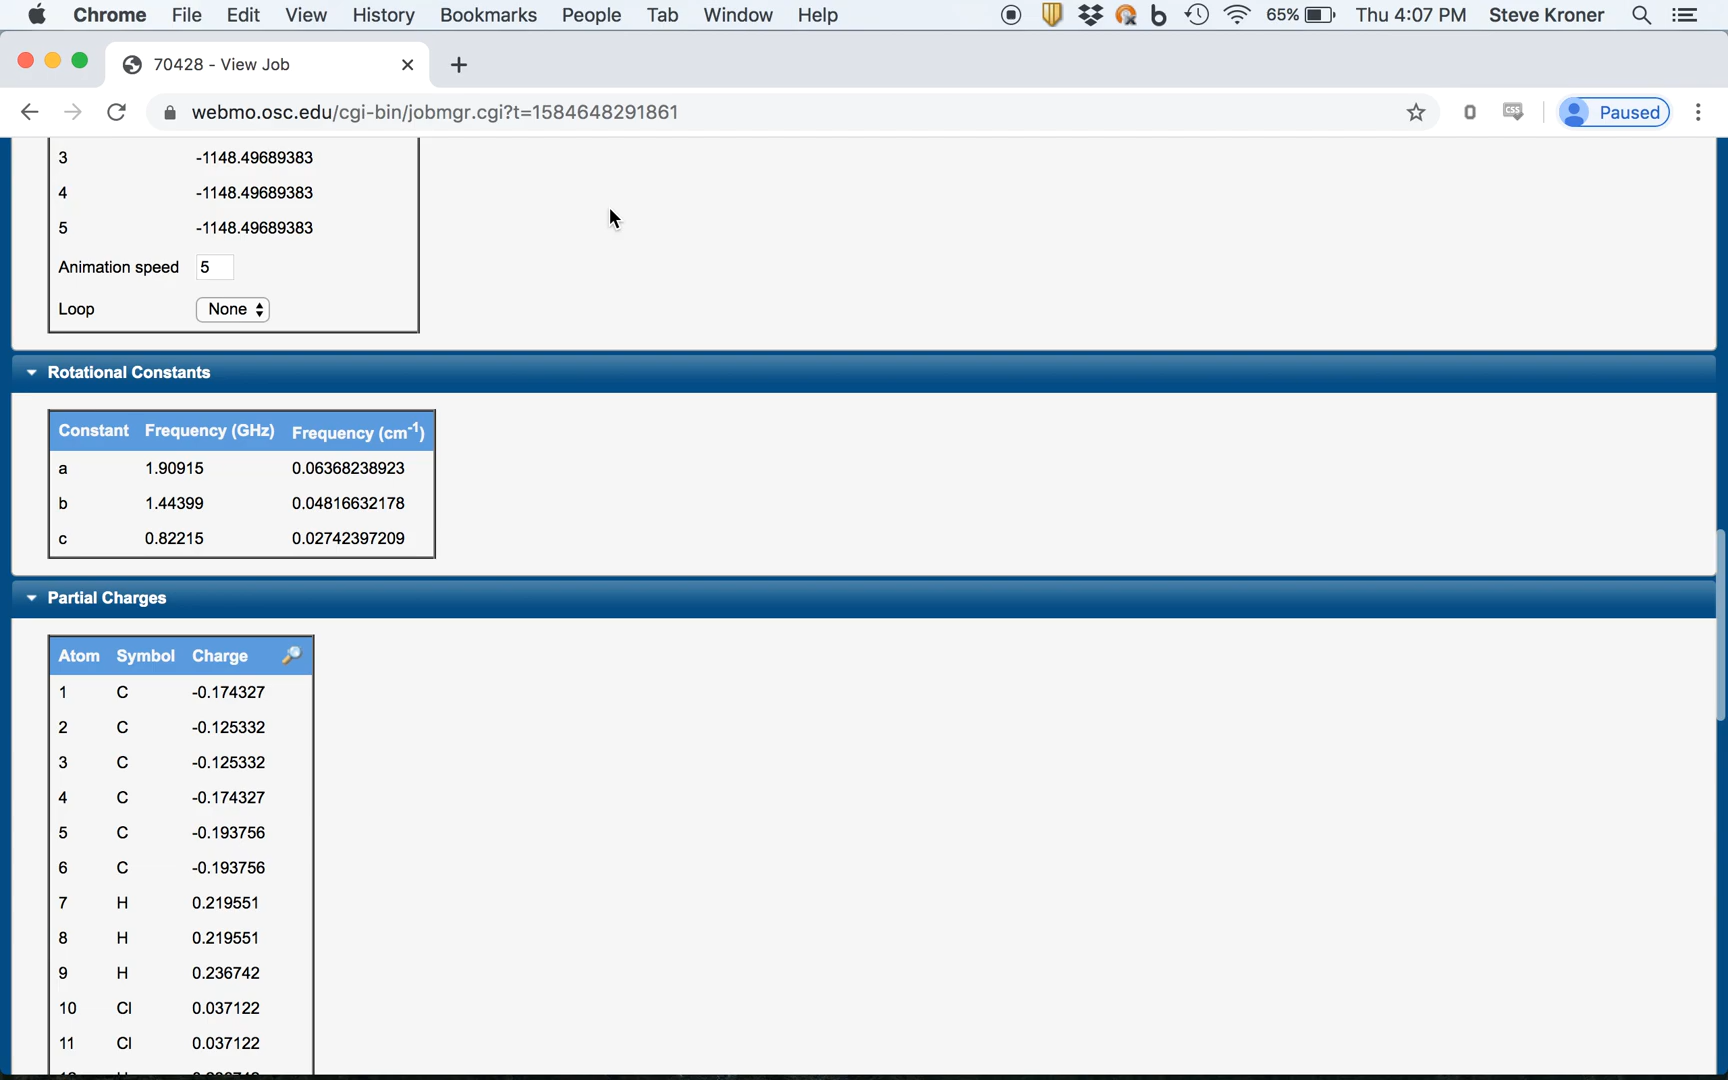 Chrome File Edit View History Bookmarks People Tab Window Help 65% Thu 4:07 PM Steve Kroner
70428 - View Job
webmo.osc.edu/cgi-bin/jobmgr.cgi?t=1584648291861 CSS Paused
3 -1148.49689383
4 -1148.49689383
5 -1148.49689383
Animation speed 5
Loop None
Rotational Constants
Constant Frequency (GHz) Frequency (cm⁻¹)
a 1.90915 0.06368238923
b 1.44399 0.04816632178
c 0.82215 0.02742397209
Partial Charges
Atom Symbol Charge
1 C -0.174327
2 C -0.125332
3 C -0.125332
4 C -0.174327
5 C -0.193756
6 C -0.193756
7 H 0.219551
8 H 0.219551
9 H 0.236742
10 Cl 0.037122
11 Cl 0.037122